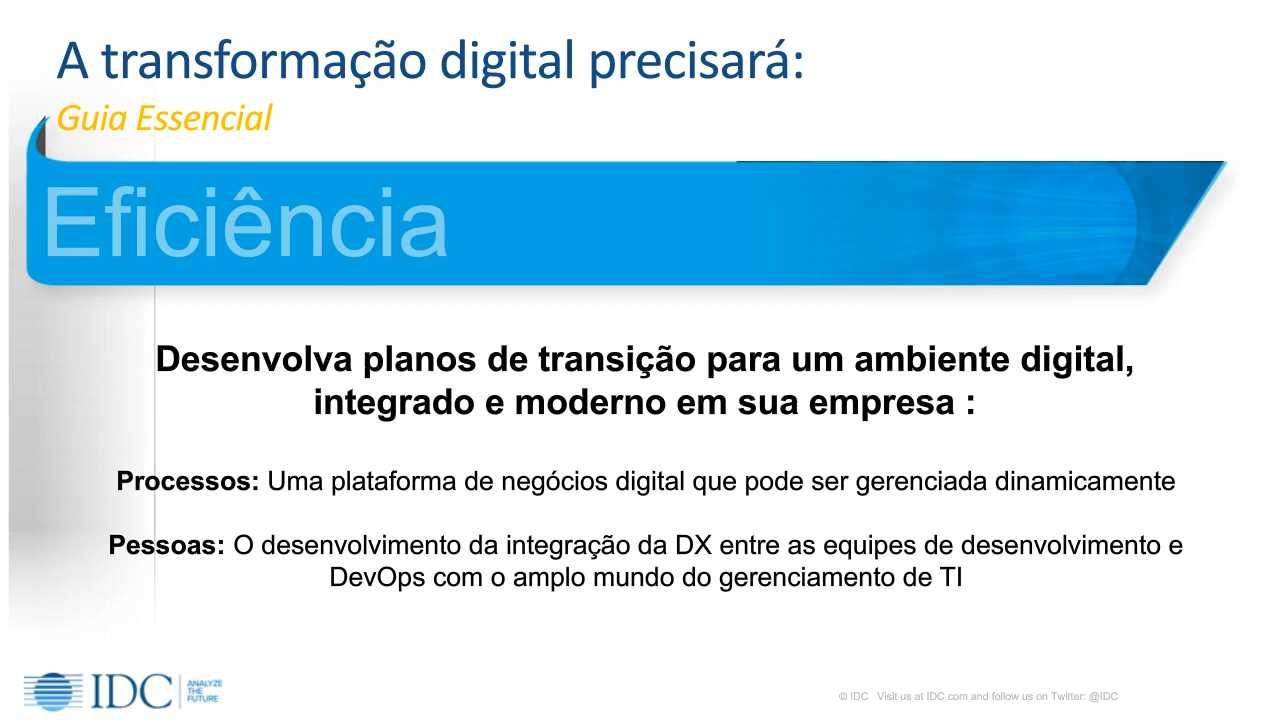 A transformação digital precisará:
Guia Essencial
Eficiência
Desenvolva planos de transição para um ambiente digital,
integrado e moderno em sua empresa :
Processos: Uma plataforma de negócios digital que pode ser gerenciada dinamicamente
Pessoas: O desenvolvimento da integração da DX entre as equipes de desenvolvimento e
DevOps com o amplo mundo do gerenciamento de TI
IDC
ANALYZE
THE
FUTURE
© IDC Visit us at IDC.com and follow us on Twitter: @IDC